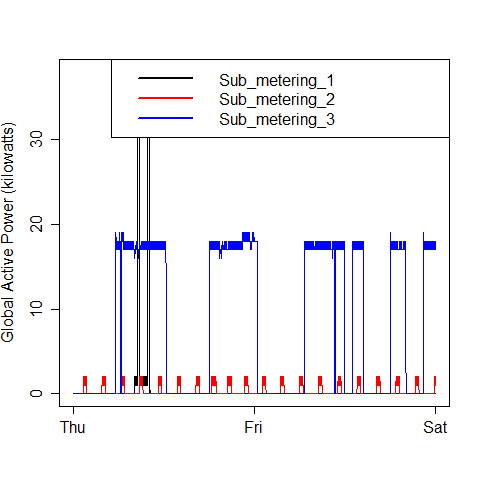 Sub_metering_1
Sub_metering_2
Sub_metering_3
Global Active Power (kilowatts)
30
20
10
0
Thu Fri Sat